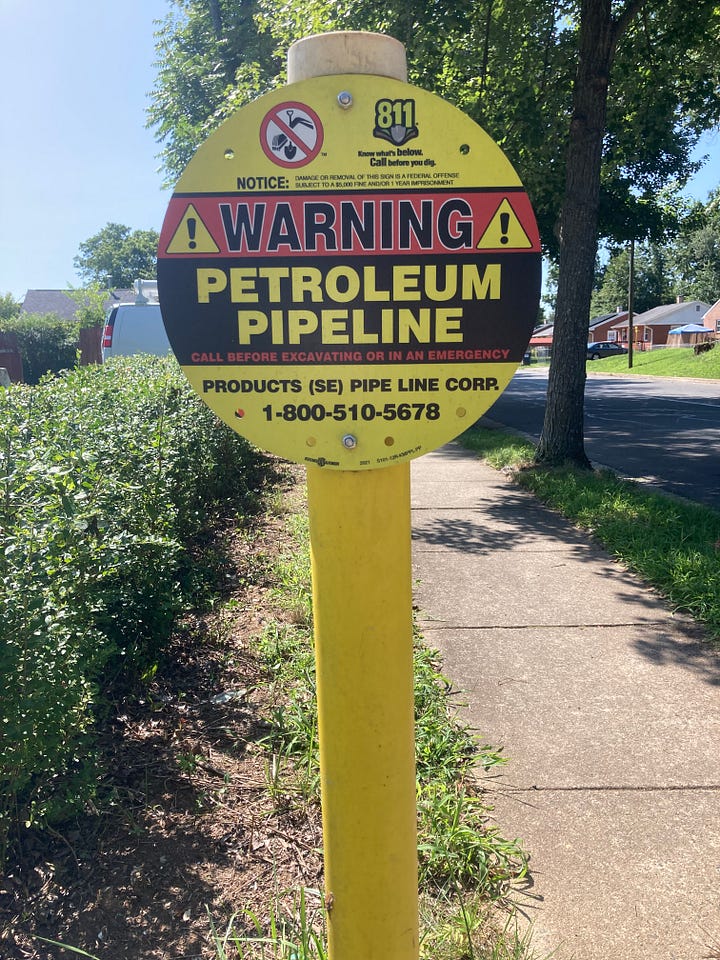 811
Know what's below.
Call before you dig.
NOTICE: DAMAGE OR REMOVAL OF THIS SIGN IS A FEDERAL OFFENSE
SUBJECT TO A $5,000 FINE AND/OR 1 YEAR IMPRISONMENT
WARNING
PETROLEUM
PIPELINE
CALL BEFORE EXCAVATING OR IN AN EMERGENCY
PRODUCTS (SE) PIPE LINE CORP.
1-800-510-5678
2021